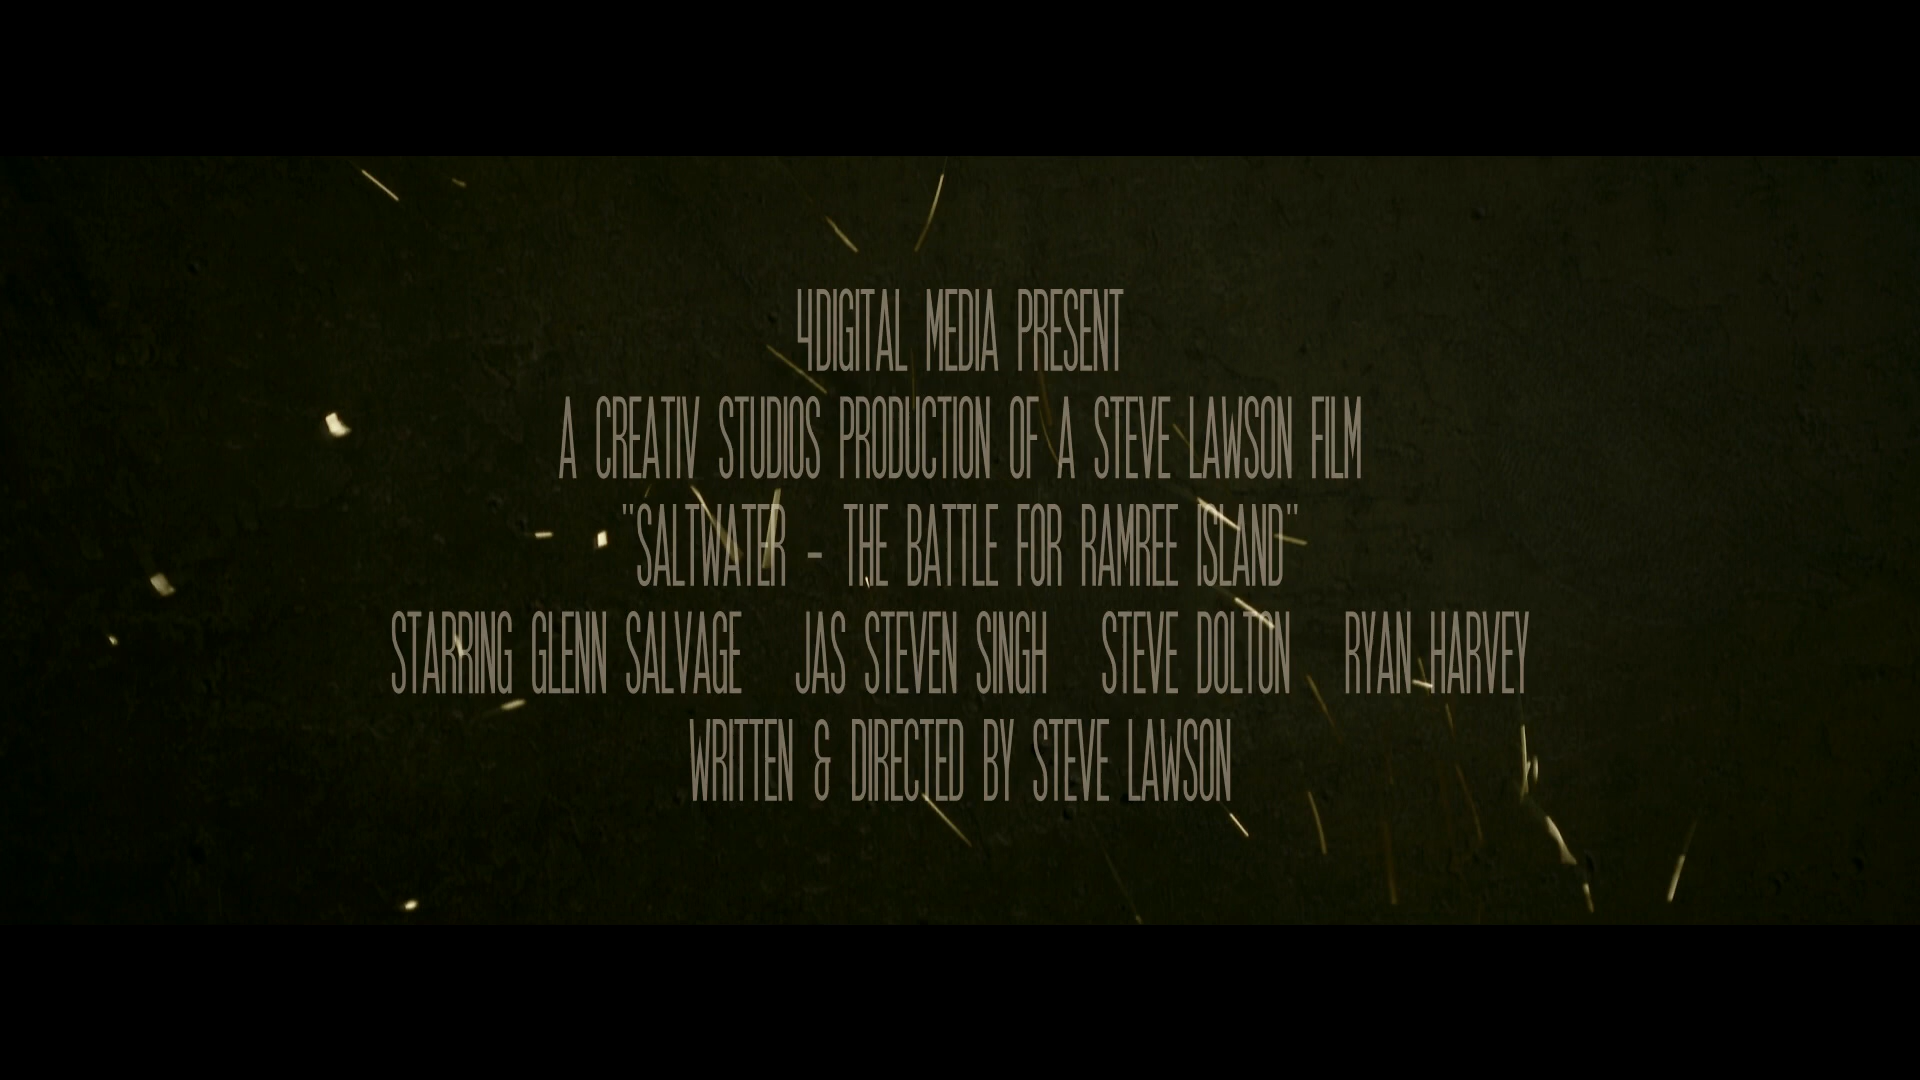 4DIGITAL MEDIA PRESENT
A CREATIV STUDIOS PRODUCTION OF A STEVE LAWSON FILM
"SALTWATER - THE BATTLE FOR RAMREE ISLAND"
STARRING GLENN SALVAGE JAS STEVEN SINGH STEVE DOLTON RYAN HARVEY
WRITTEN & DIRECTED BY STEVE LAWSON